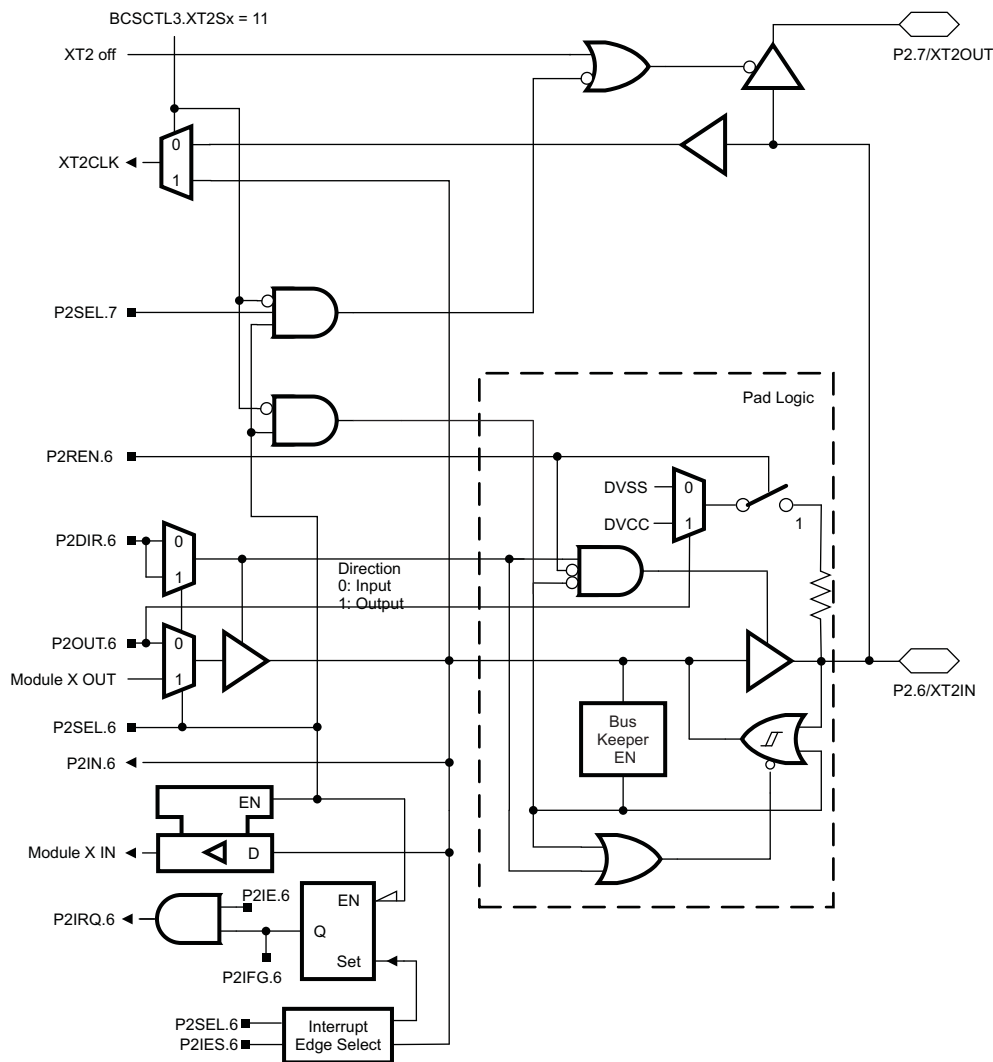 BCSCTL3.XT2Sx = 11
XT2 off
P2.7/XT2OUT
0
XT2CLK
1
P2SEL.7
Pad Logic
P2REN.6
DVSS
0
DVCC
1
1
P2DIR.6
0
1
Direction
0: Input
1: Output
P2OUT.6
0
Module X OUT
1
P2.6/XT2IN
P2SEL.6
Bus
Keeper
EN
P2IN.6
EN
Module X IN
D
P2IE.6
EN
P2IRQ.6
Q
P2IFG.6
Set
P2SEL.6
P2IES.6
Interrupt
Edge Select